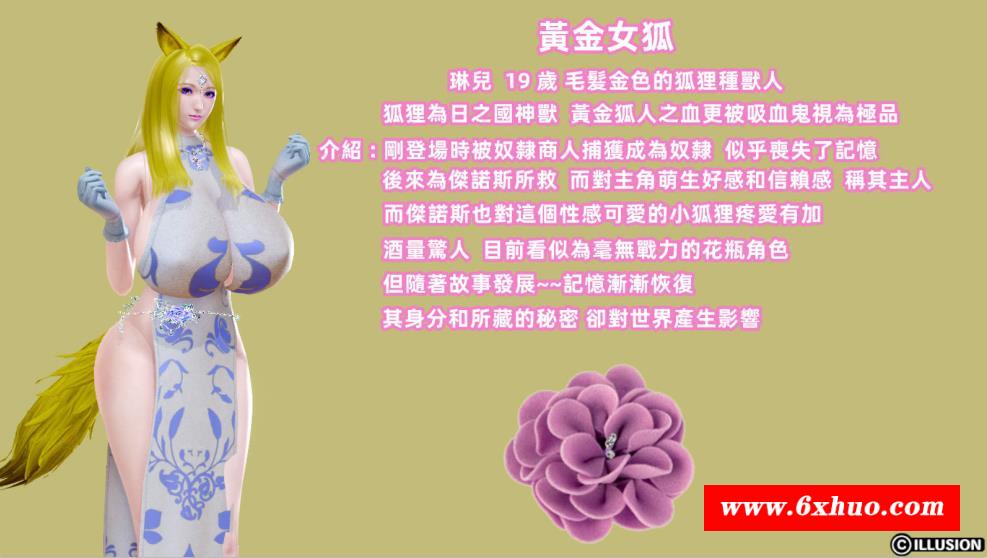 黃金女狐
琳兒 19 歲 毛髮金色的狐狸種獸人
狐狸為日之國神獸 黃金狐人之血更被吸血鬼視為極品
介紹：剛登場時被奴隸商人捕獲成為奴隸 似乎喪失了記憶
後來為傑諾斯所救 而對主角萌生好感和信賴感 稱其主人
而傑諾斯也對這個性感可愛的小狐狸疼愛有加
酒量驚人 目前看似為毫無戰力的花瓶角色
但隨著故事發展~~記憶漸漸恢復
其身分和所藏的秘密 卻對世界產生影響
www.6xhuo.com
©ILLUSION